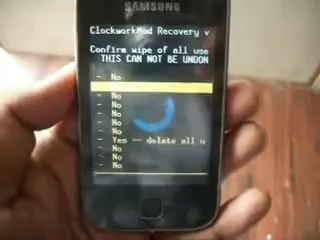 SAMSUNG
ClockworkMod Recovery v
Confirm wipe of all use
THIS CAN NOT BE UNDON
- No
- No
- No
- No
- No
- No
- Yes -- delete all u
- No
- No
- No